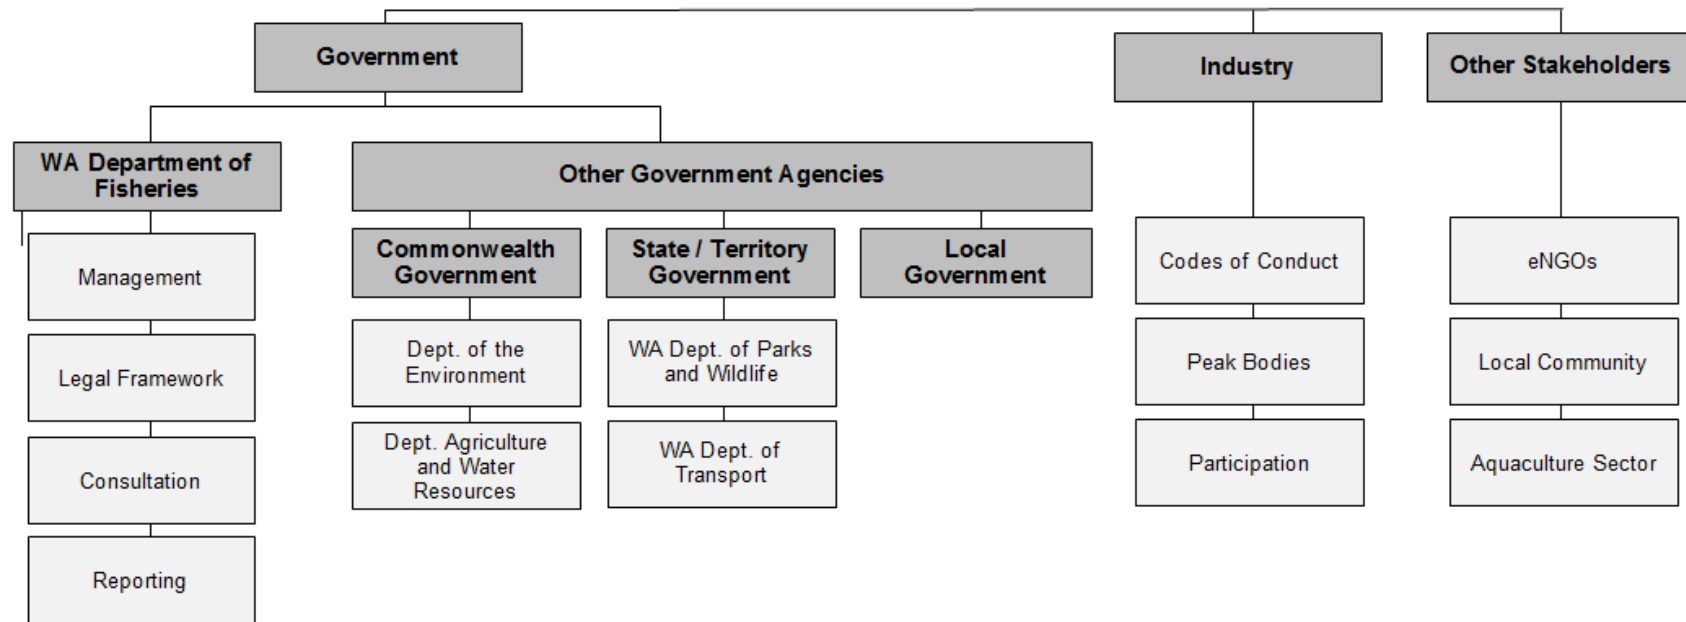 Government
Industry
Other Stakeholders
WA Department of
Fisheries
Other Government Agencies
Commonwealth
Government
State / Territory
Government
Local
Government
Management
Legal Framework
Consultation
Reporting
Dept. of the
Environment
Dept. Agriculture
and Water
Resources
WA Dept. of Parks
and Wildlife
WA Dept. of
Transport
Codes of Conduct
Peak Bodies
Participation
eNGOs
Local Community
Aquaculture Sector